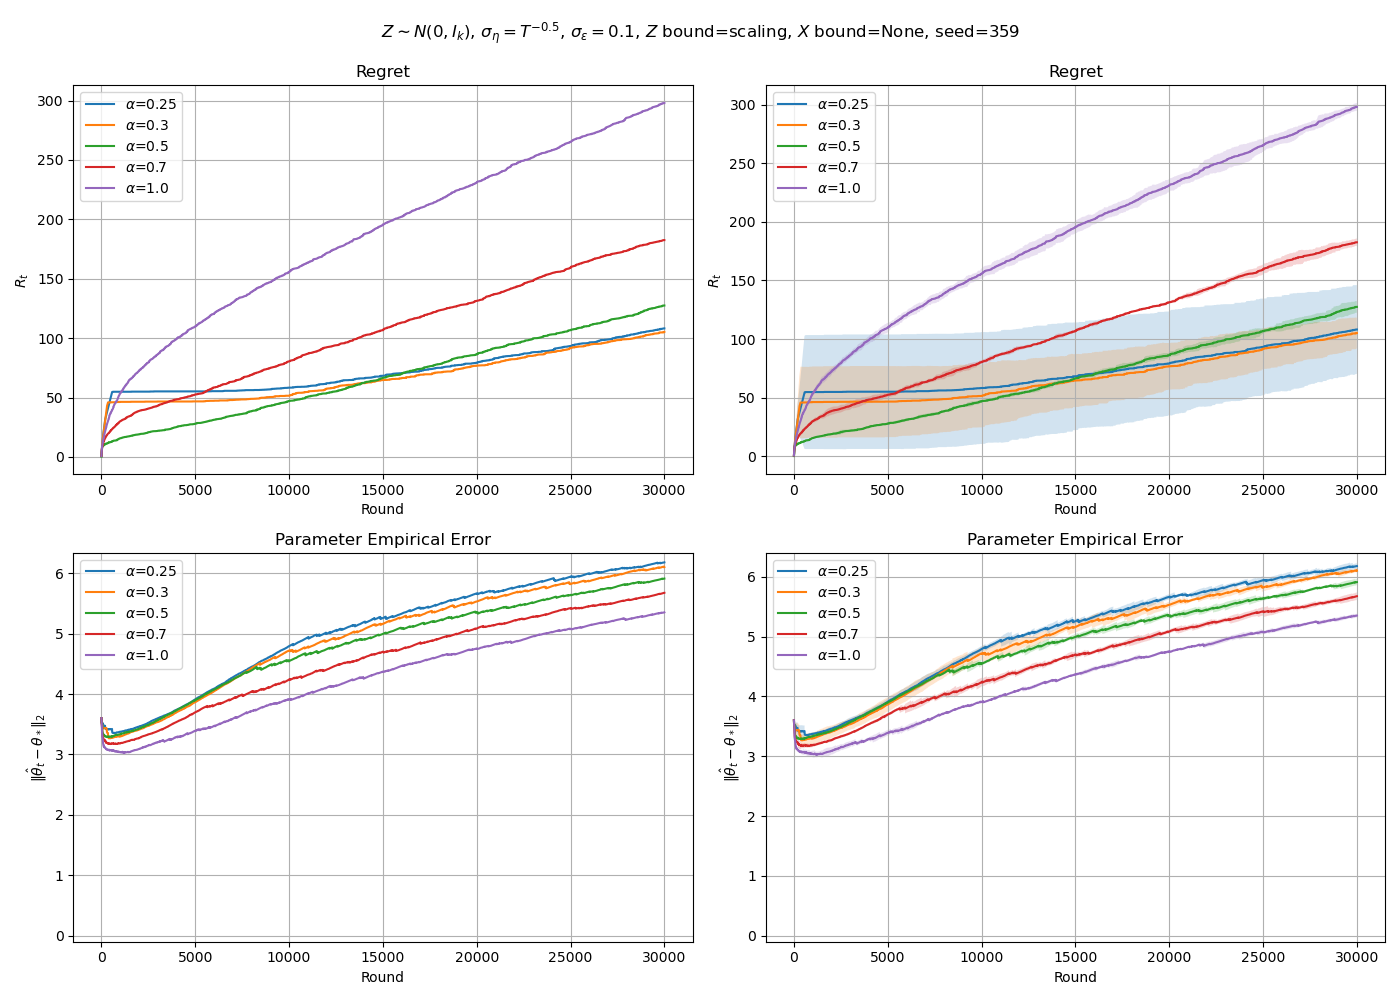 Z ~ N(0, I_k), σ_η = T^{−0.5}, σ_ε = 0.1, Z bound=scaling, X bound=None, seed=359
Regret
α=0.25
α=0.3
α=0.5
α=0.7
α=1.0
R_t
300
250
200
150
100
50
0
0 5000 10000 15000 20000 25000 30000
Round
Regret
α=0.25
α=0.3
α=0.5
α=0.7
α=1.0
R_t
300
250
200
150
100
50
0
0 5000 10000 15000 20000 25000 30000
Round
Parameter Empirical Error
α=0.25
α=0.3
α=0.5
α=0.7
α=1.0
‖θ̂_t − θ_*‖_2
6
5
4
3
2
1
0
0 5000 10000 15000 20000 25000 30000
Round
Parameter Empirical Error
α=0.25
α=0.3
α=0.5
α=0.7
α=1.0
‖θ̂_t − θ_*‖_2
6
5
4
3
2
1
0
0 5000 10000 15000 20000 25000 30000
Round